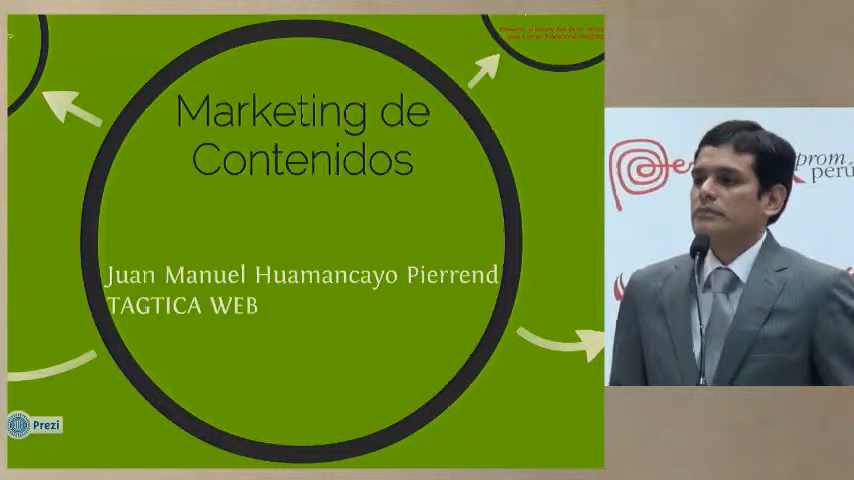 Marketing de
Contenidos
Juan Manuel Huamancayo Pierrend
TAGTICA WEB
Prezi
prom
perú